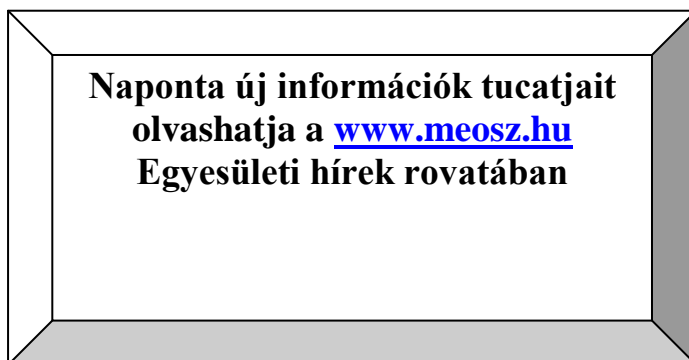 Naponta új információk tucatjait
olvashatja a www.meosz.hu
Egyesületi hírek rovatában